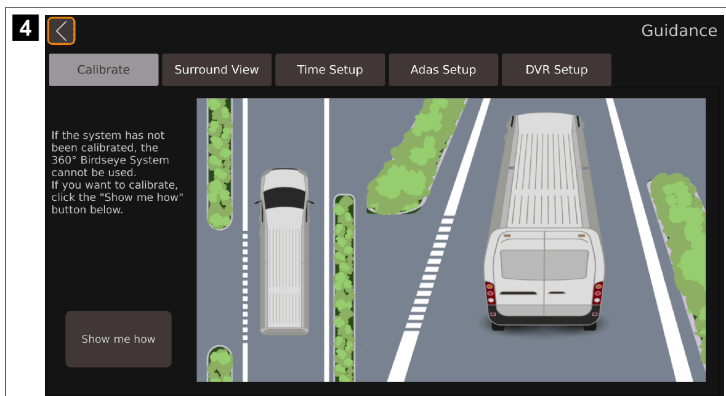 4
Guidance
Calibrate
Surround View
Time Setup
Adas Setup
DVR Setup
If the system has not
been calibrated, the
360° Birdseye System
cannot be used.
If you want to calibrate,
click the "Show me how"
button below.
Show me how